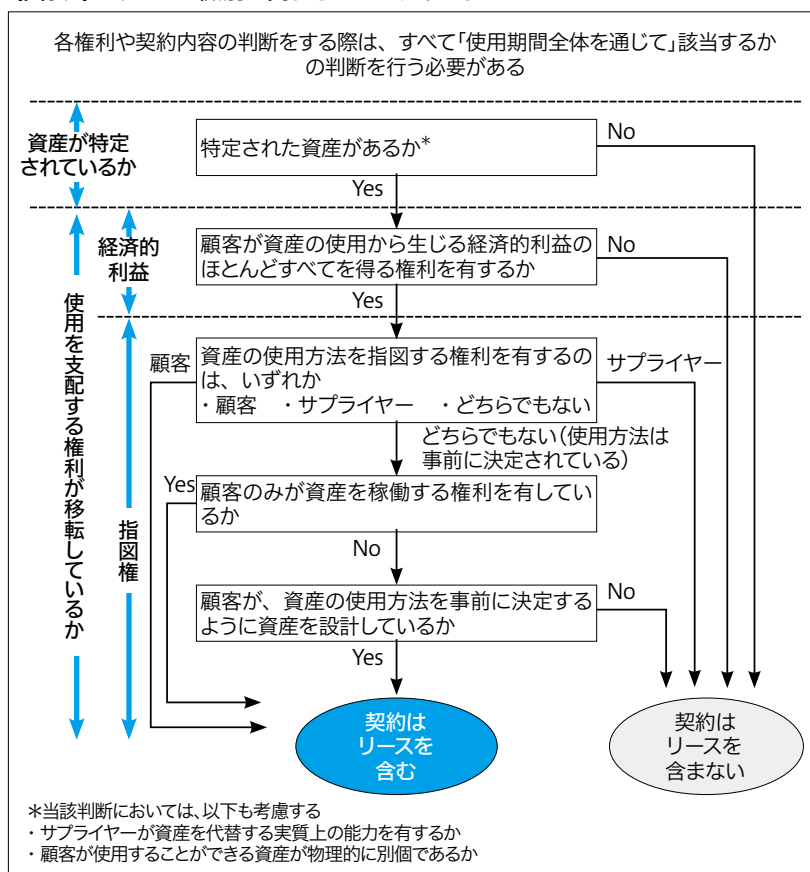 各権利や契約内容の判断をする際は、すべて「使用期間全体を通じて」該当するか
の判断を行う必要がある
資産が特定
されているか
特定された資産があるか*
No
Yes
使用を支配する権利が移転しているか
経済的
利益
顧客が資産の使用から生じる経済的利益の
ほとんどすべてを得る権利を有するか
No
Yes
指図権
顧客
資産の使用方法を指図する権利を有するの
は、いずれか
・顧客 ・サプライヤー ・どちらでもない
サプライヤー
どちらでもない(使用方法は
事前に決定されている)
Yes
顧客のみが資産を稼働する権利を有してい
るか
No
顧客が、資産の使用方法を事前に決定する
ように資産を設計しているか
No
Yes
契約は
リースを
含む
契約は
リースを
含まない
*当該判断においては、以下も考慮する
・サプライヤーが資産を代替する実質上の能力を有するか
・顧客が使用することができる資産が物理的に別個であるか